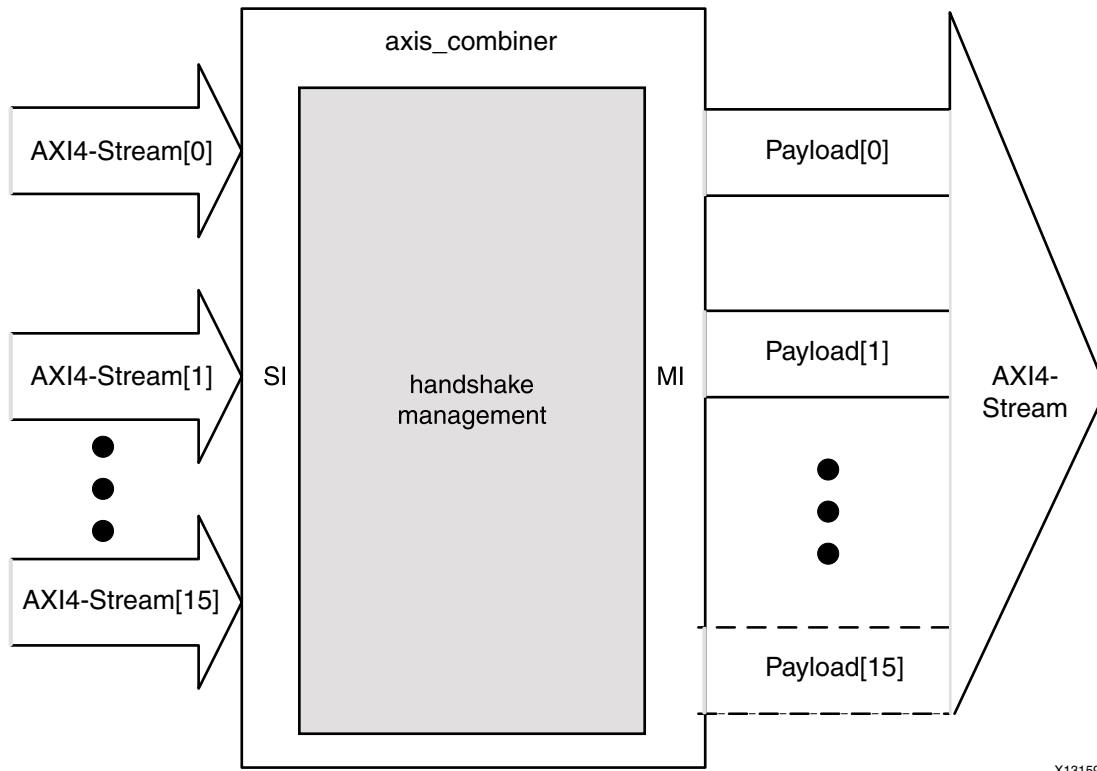 axis_combiner
AXI4-Stream[0]
Payload[0]
AXI4-Stream[1]
SI
handshake
management
MI
Payload[1]
AXI4-
Stream
AXI4-Stream[15]
Payload[15]
X13159